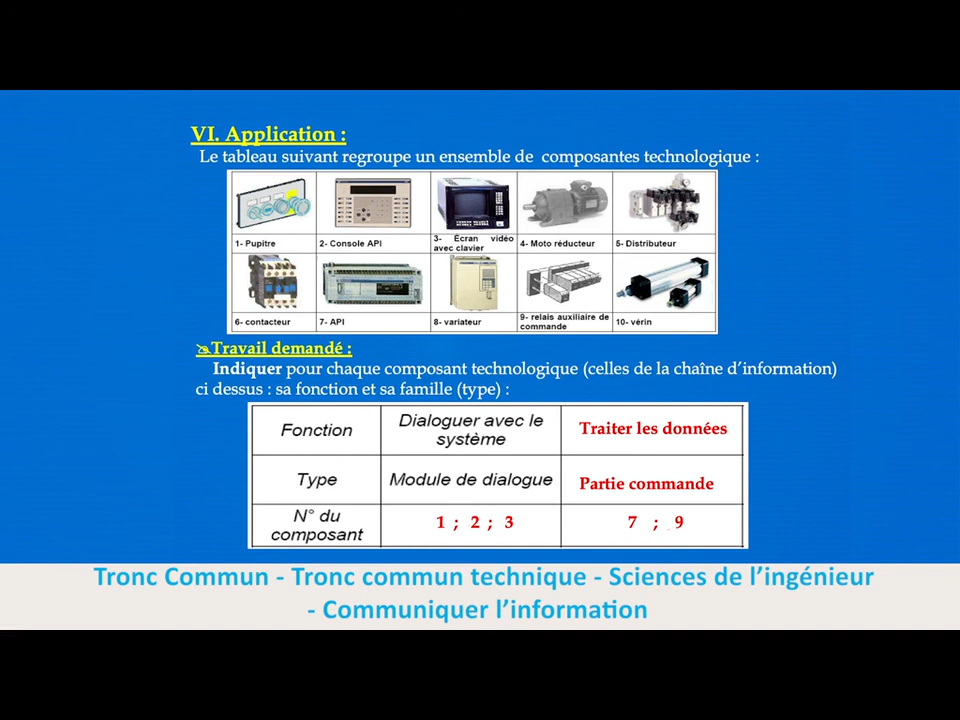 VI. Application :
Le tableau suivant regroupe un ensemble de composantes technologique :
1- Pupitre
2- Console API
3- Écran vidéo
avec clavier
4- Moto réducteur
5- Distributeur
6- contacteur
7- API
8- variateur
9- relais auxiliaire de
commande
10- vérin
Travail demandé :
Indiquer pour chaque composant technologique (celles de la chaîne d'information)
ci dessus : sa fonction et sa famille (type) :
Fonction
Dialoguer avec le
système
Traiter les données
Type
Module de dialogue
Partie commande
N° du
composant
1 ; 2 ; 3
7 ; 9
Tronc Commun - Tronc commun technique - Sciences de l'ingénieur
- Communiquer l'information